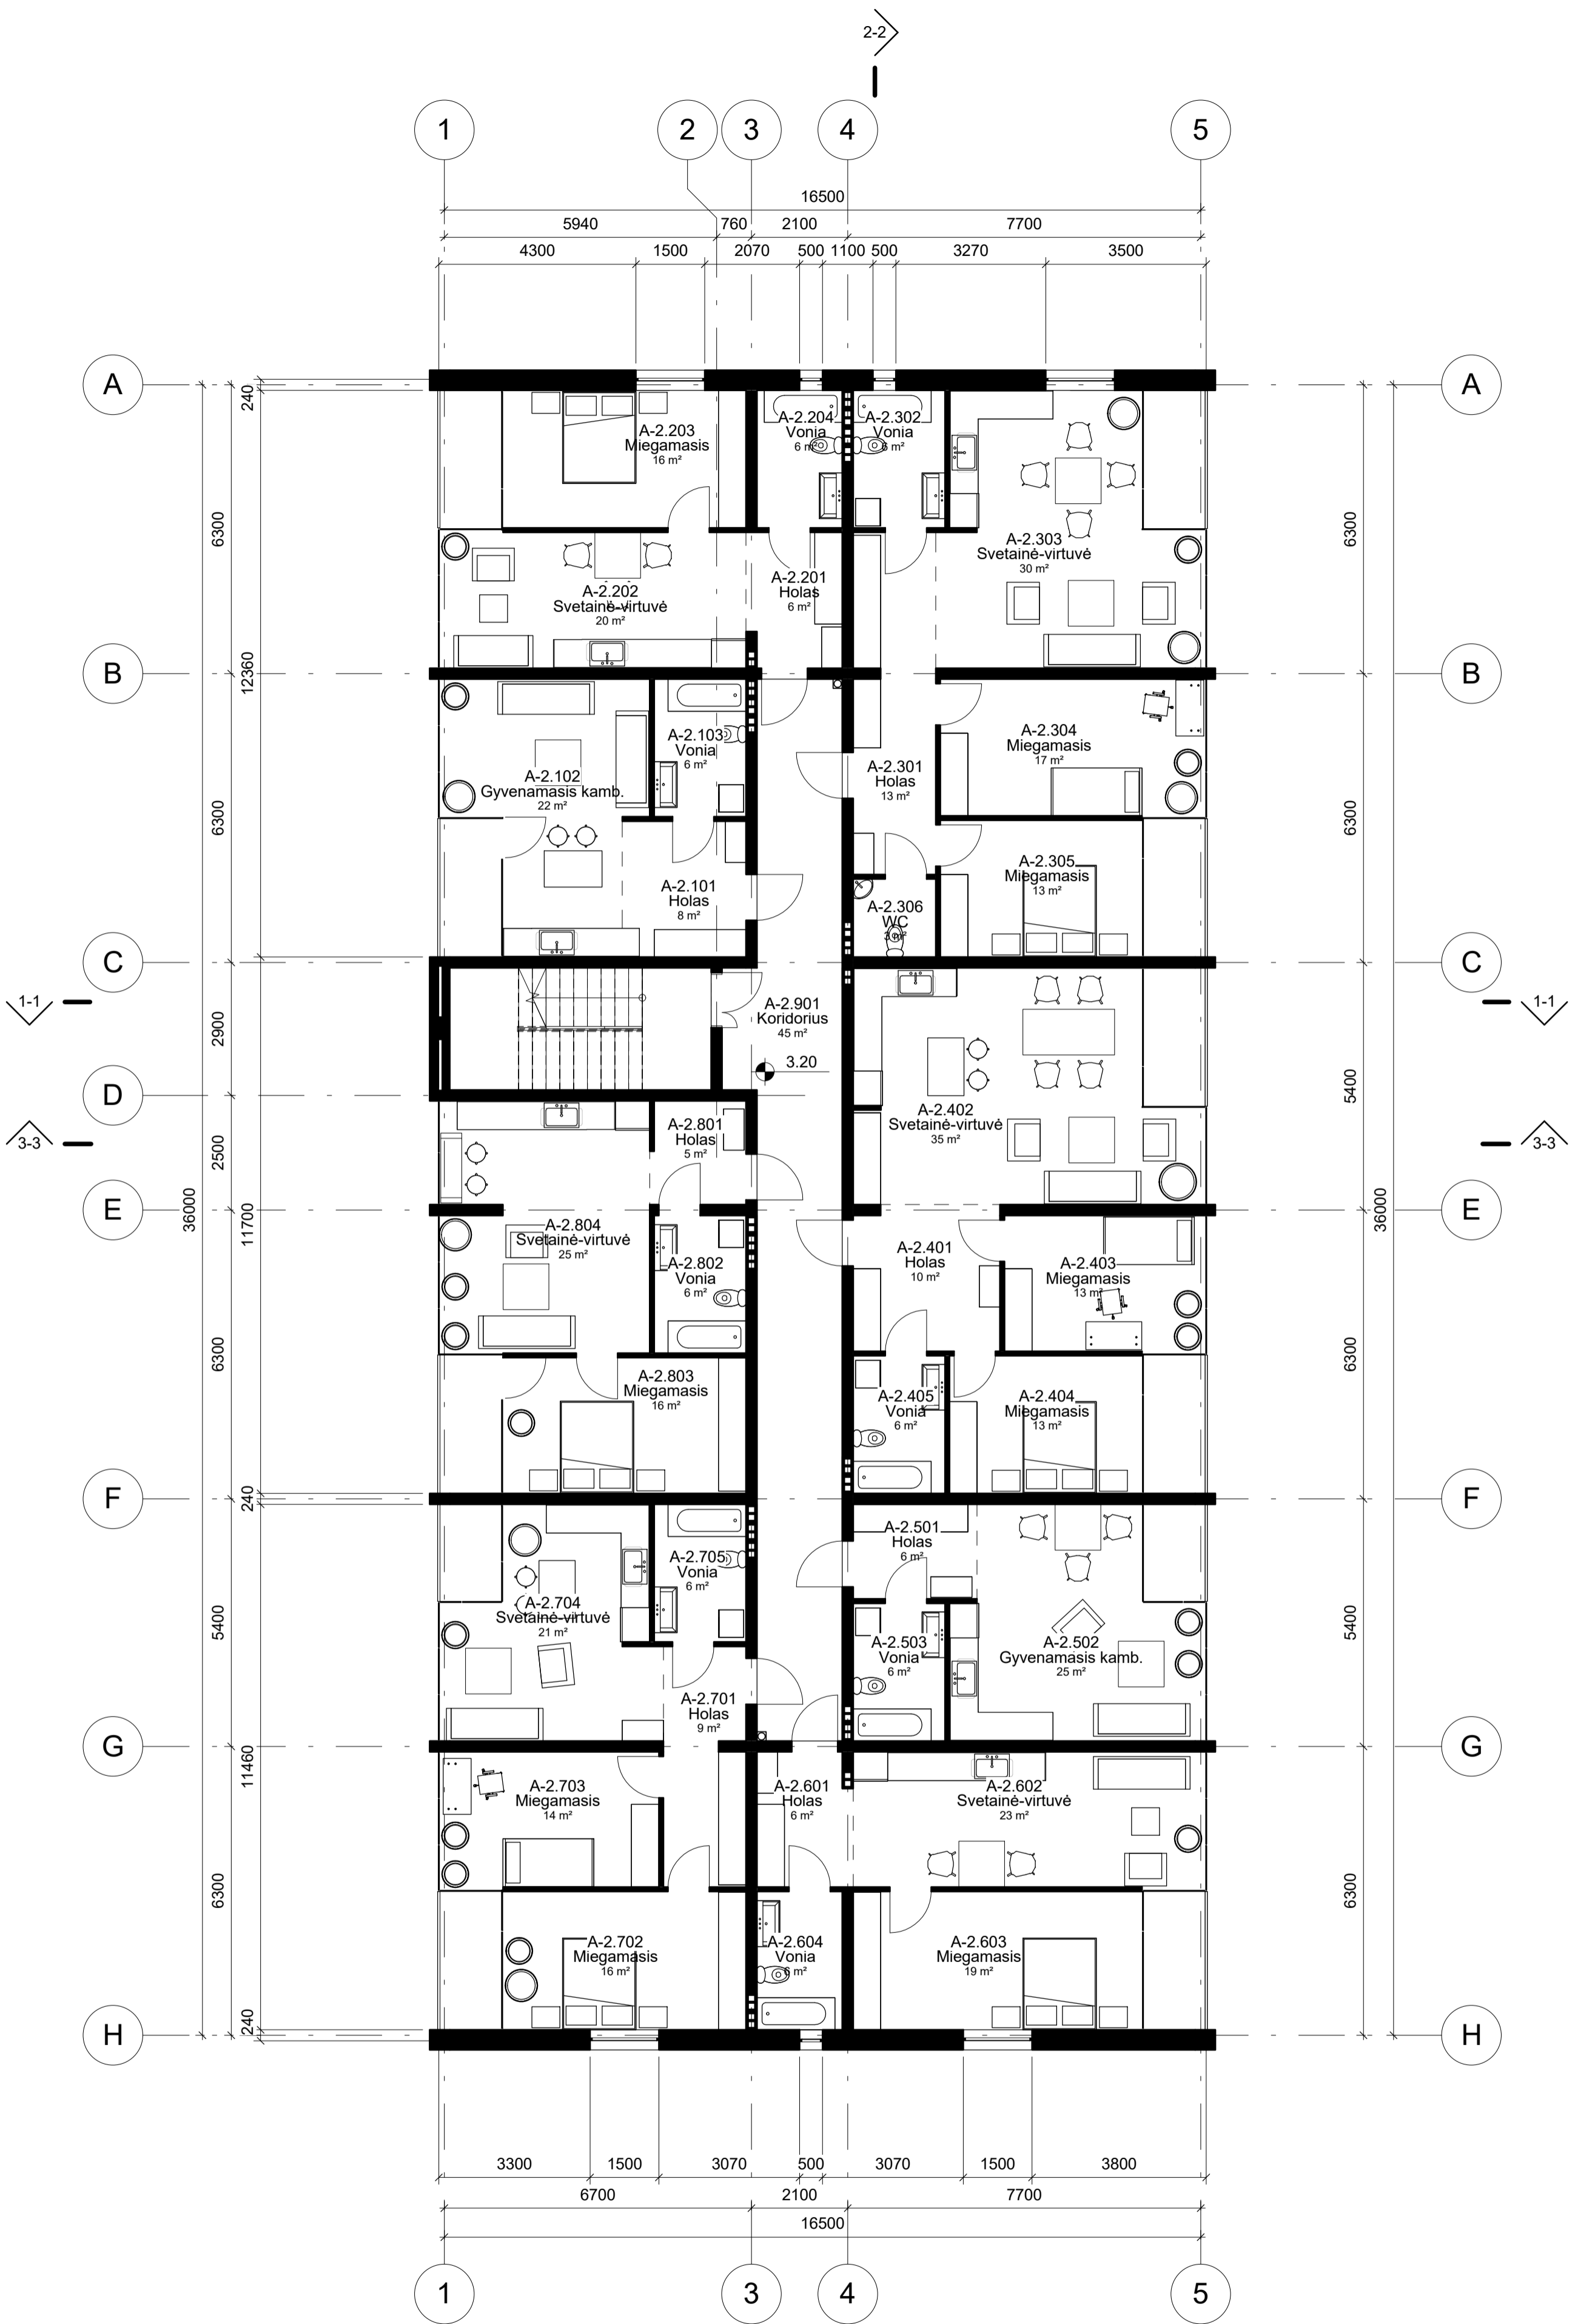 2-2
1 2 3 4 5
16500
5940 760 2100 7700
4300 1500 2070 500 1100 500 3270 3500
A A
240
A-2.203
Miegamasis
16 m²
A-2.204
Vonia
6 m²
A-2.302
Vonia
6 m²
6300
A-2.303
Svetainė-virtuvė
30 m²
6300
A-2.201
Holas
6 m²
A-2.202
Svetainė-virtuvė
20 m²
B B
12360
A-2.103
Vonia
6 m²
A-2.304
Miegamasis
17 m²
A-2.102
Gyvenamasis kamb.
22 m²
A-2.301
Holas
13 m²
6300
6300
A-2.305
Miegamasis
13 m²
A-2.101
Holas
8 m²
A-2.306
WC
3 m²
C C
1-1 1-1
A-2.901
Koridorius
45 m²
2900
3.20
D
5400
A-2.402
Svetainė-virtuvė
35 m²
A-2.801
Holas
5 m²
3-3 3-3
2500
E E
36000
11700
36000
A-2.804
Svetainė-virtuvė
25 m²
A-2.802
Vonia
6 m²
A-2.401
Holas
10 m²
A-2.403
Miegamasis
13 m²
6300
6300
A-2.803
Miegamasis
16 m²
A-2.405
Vonia
6 m²
A-2.404
Miegamasis
13 m²
F F
240
A-2.501
Holas
6 m²
A-2.705
Vonia
6 m²
A-2.704
Svetainė-virtuvė
21 m²
5400
5400
A-2.503
Vonia
6 m²
A-2.502
Gyvenamasis kamb.
25 m²
A-2.701
Holas
9 m²
G G
11460
A-2.703
Miegamasis
14 m²
A-2.601
Holas
6 m²
A-2.602
Svetainė-virtuvė
23 m²
6300
6300
A-2.702
Miegamasis
16 m²
A-2.604
Vonia
6 m²
A-2.603
Miegamasis
19 m²
240
H H
3300 1500 3070 500 3070 1500 3800
6700 2100 7700
16500
1 3 4 5